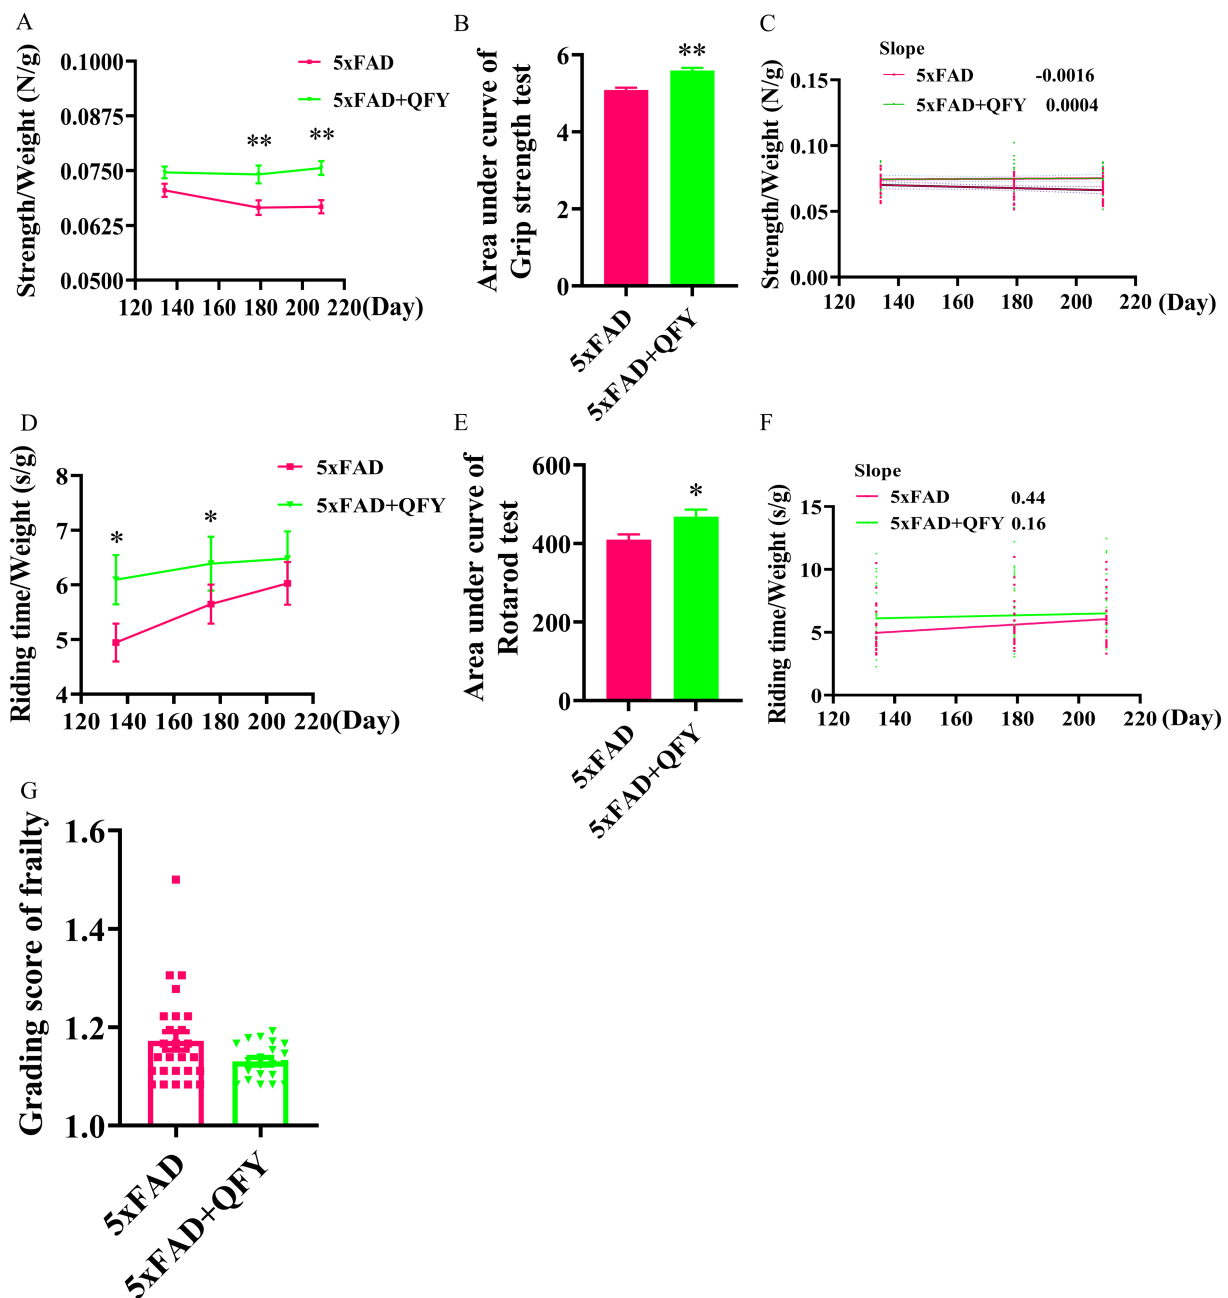 A
Strength/Weight (N/g)
0.1000
0.0875
0.0750
0.0625
0.0500
5xFAD
5xFAD+QFY
** **
120 140 160 180 200 220 (Day)
B
Area under curve of
Grip strength test
6
4
2
0
**
5xFAD
5xFAD+QFY
C
Slope
5xFAD -0.0016
5xFAD+QFY 0.0004
Strength/Weight (N/g)
0.15
0.10
0.05
0.00
120 140 160 180 200 220 (Day)
D
Riding time/Weight (s/g)
8
7
6
5
4
5xFAD
5xFAD+QFY
* *
120 140 160 180 200 220 (Day)
E
Area under curve of
Rotarod test
600
400
200
0
*
5xFAD
5xFAD+QFY
F
Slope
5xFAD 0.44
5xFAD+QFY 0.16
Riding time/Weight (s/g)
15
10
5
0
120 140 160 180 200 220 (Day)
G
Grading score of frailty
1.6
1.4
1.2
1.0
5xFAD
5xFAD+QFY